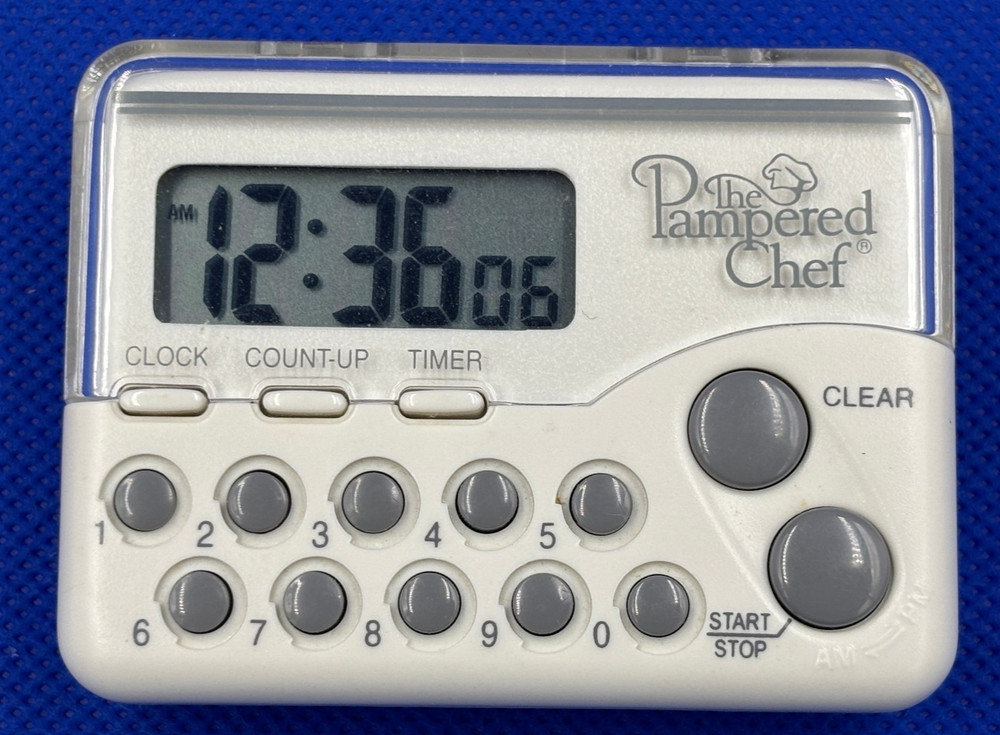 AM 12:36 06
The
Pampered
Chef®
CLOCK COUNT-UP TIMER
CLEAR
1 2 3 4 5
6 7 8 9 0
START
STOP
AM PM